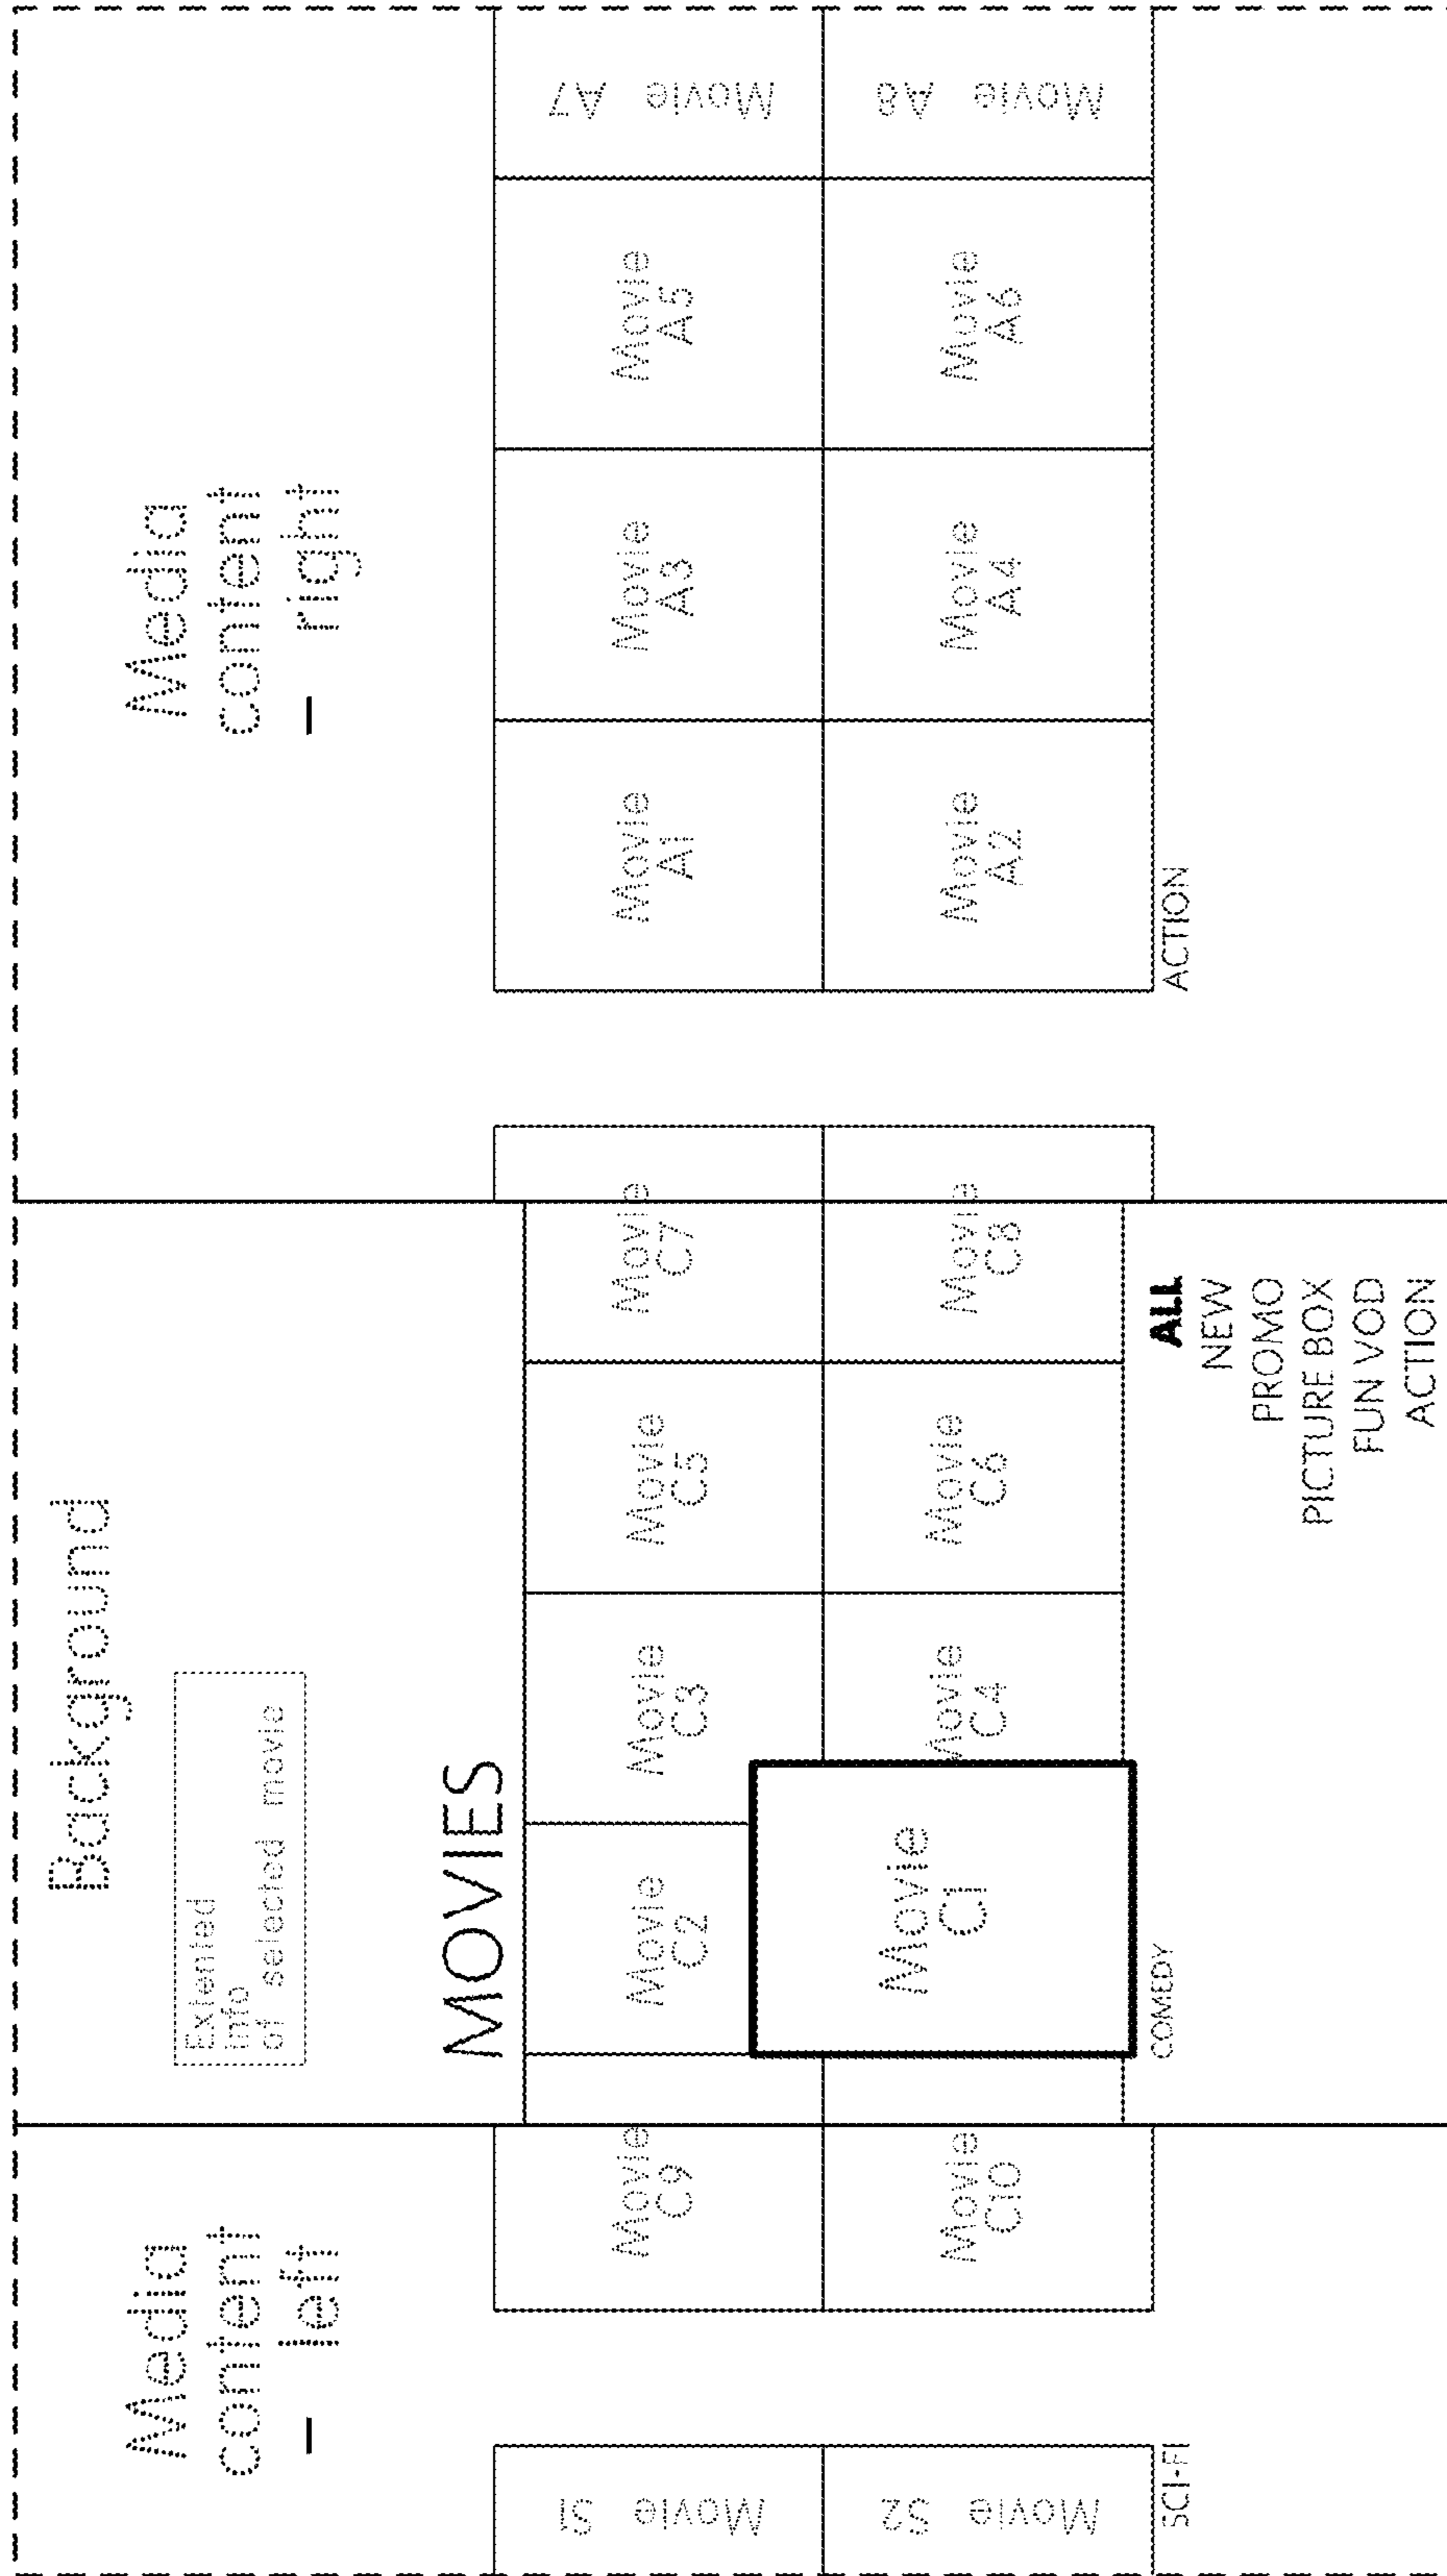 Media
content
— left
Background
Media
content
— right
Extented
info
of selected movie
MOVIES
Movie S1
Movie
C9
Movie
C2
Movie
C3
Movie
C5
Movie
C7
Movie
A1
Movie
A3
Movie
A5
Movie A7
Movie S2
Movie
C10
Movie
C1
Movie
C4
Movie
C6
Movie
C8
Movie
A2
Movie
A4
Movie
A6
Movie A8
SCI-FI
COMEDY
ACTION
ALL
NEW
PROMO
PICTURE BOX
FUN VOD
ACTION